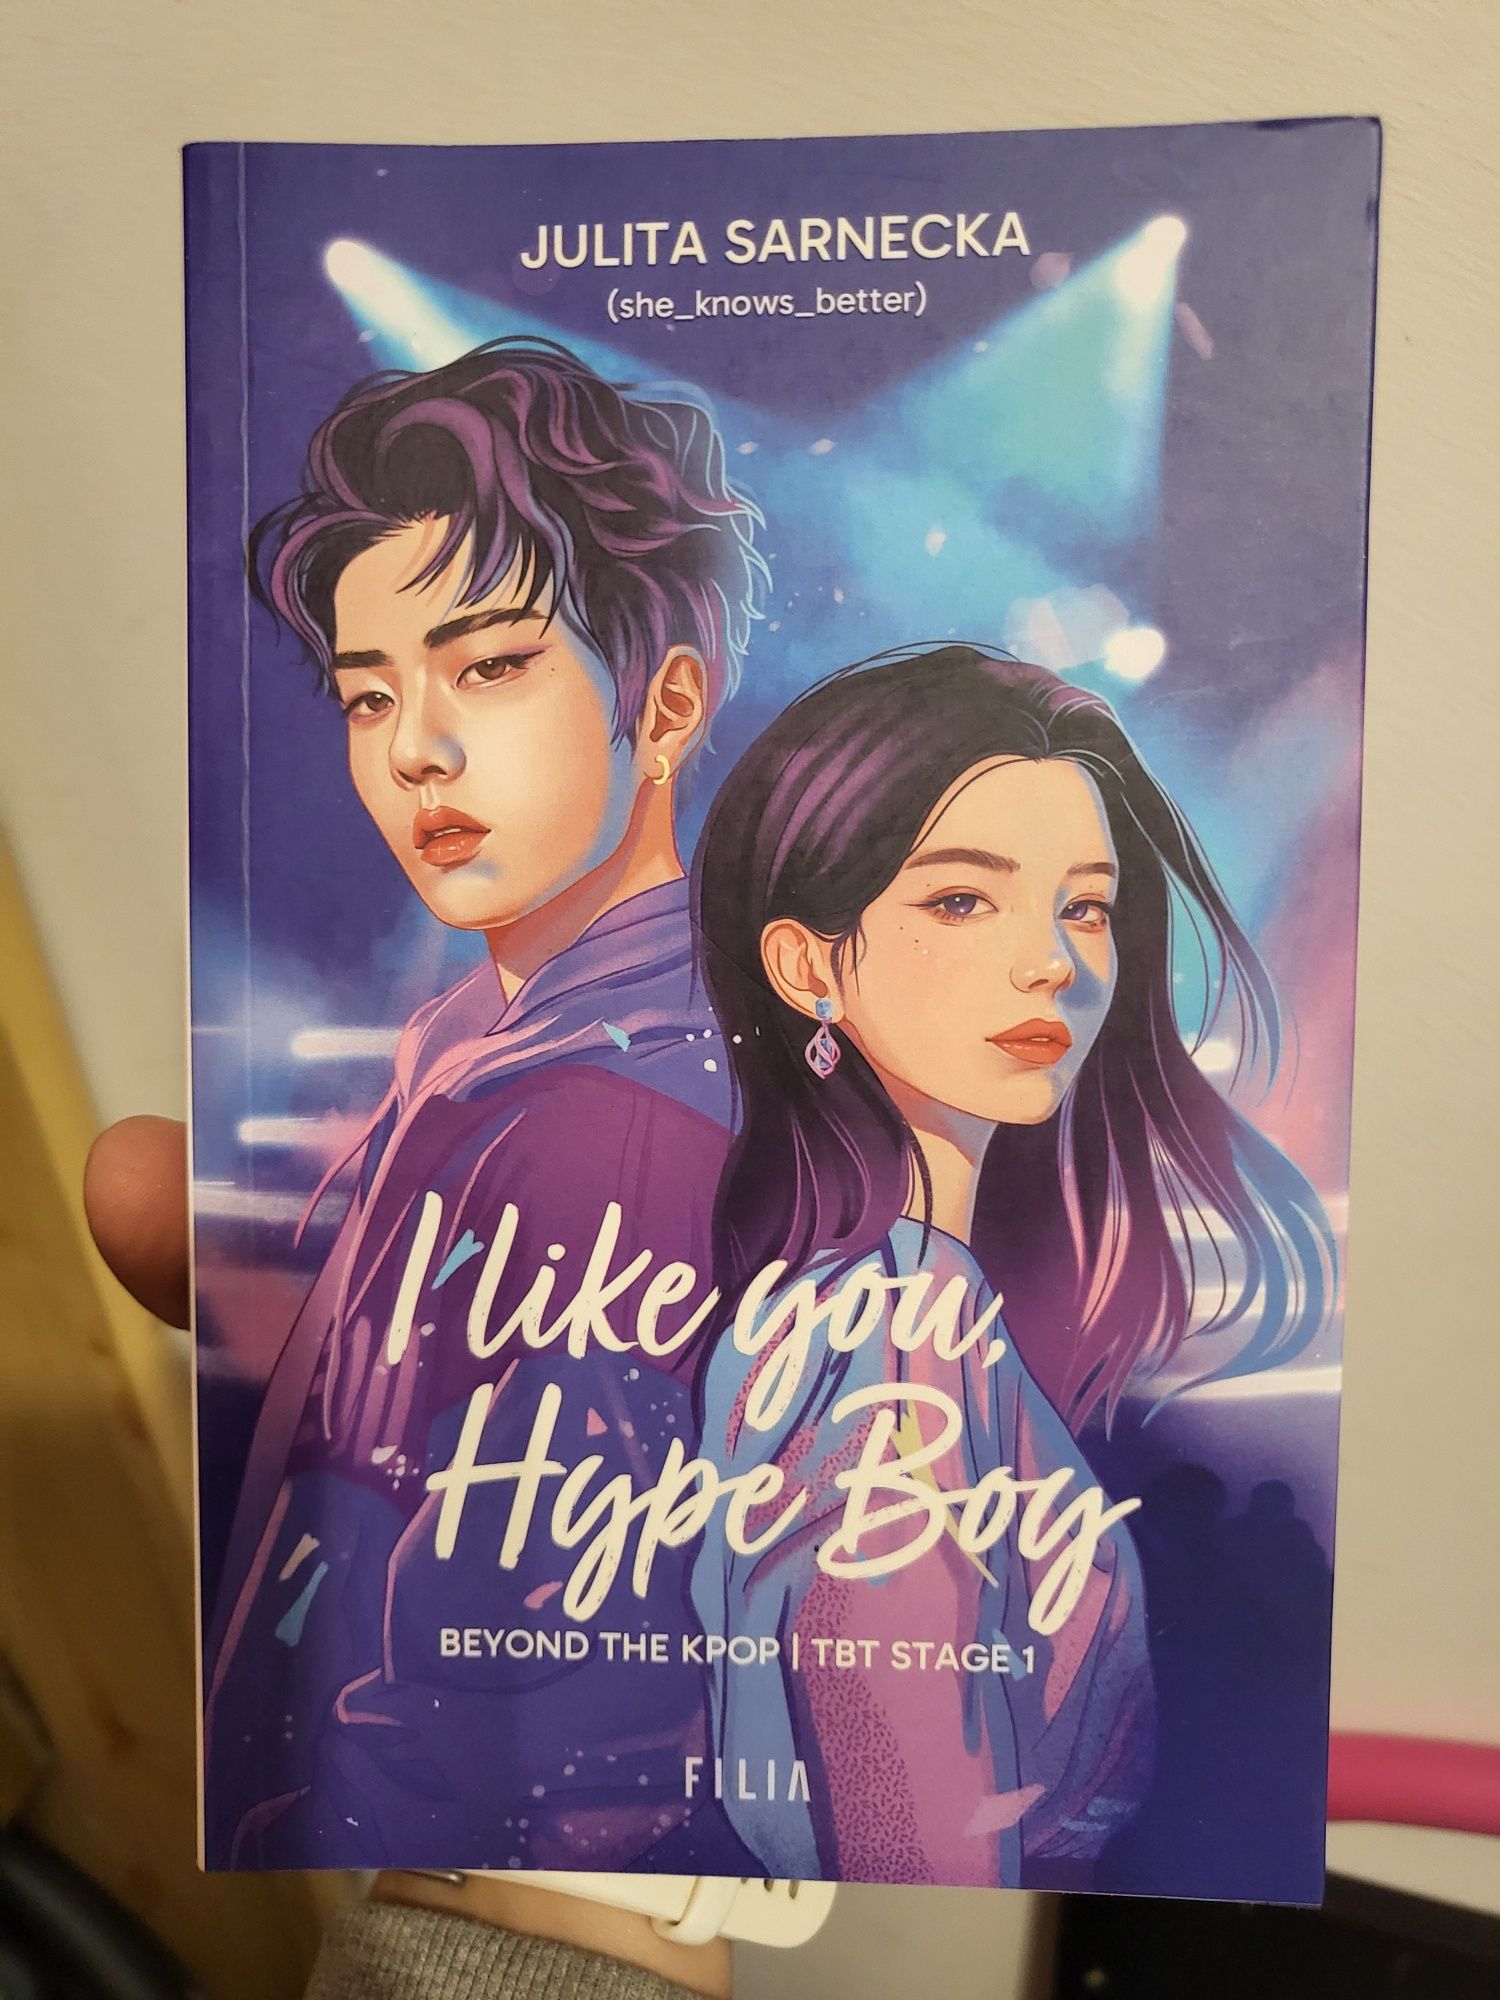 JULITA SARNECKA
(she_knows_better)
I like you,
Hype Boy
BEYOND THE KPOP | TBT STAGE 1
FILIA